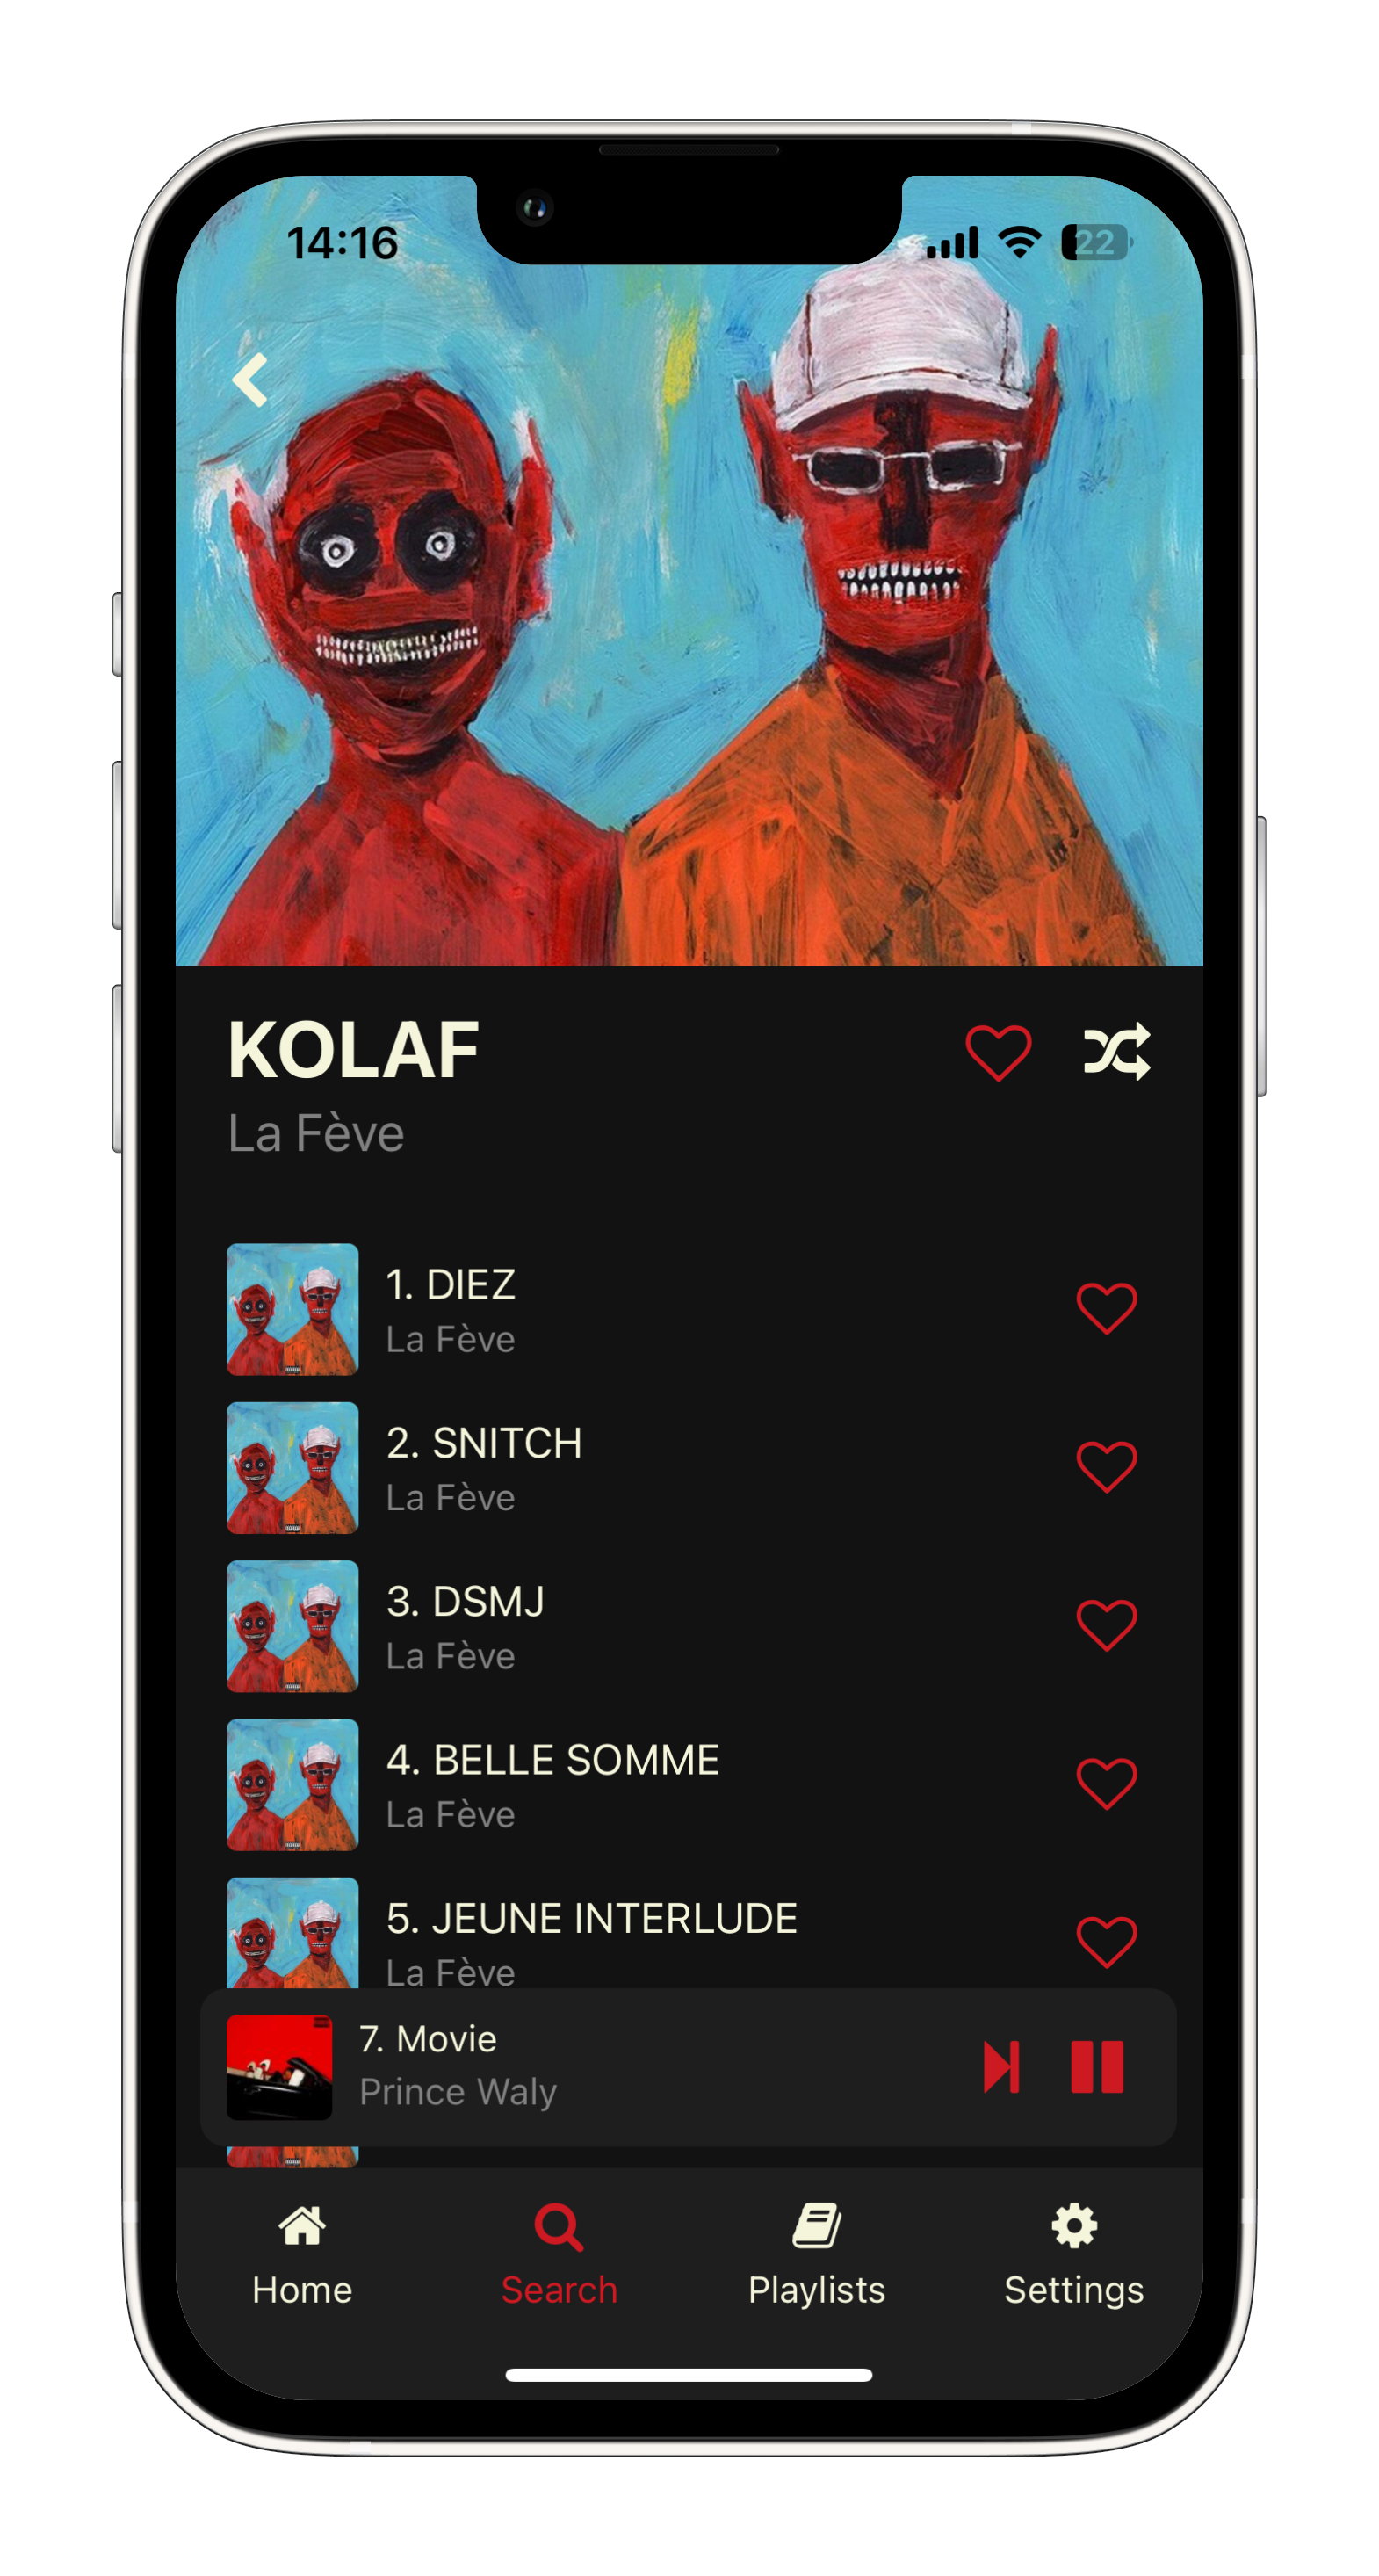 14:16
22
KOLAF
La Fève
1. DIEZ
La Fève
2. SNITCH
La Fève
3. DSMJ
La Fève
4. BELLE SOMME
La Fève
5. JEUNE INTERLUDE
La Fève
7. Movie
Prince Waly
Home
Search
Playlists
Settings